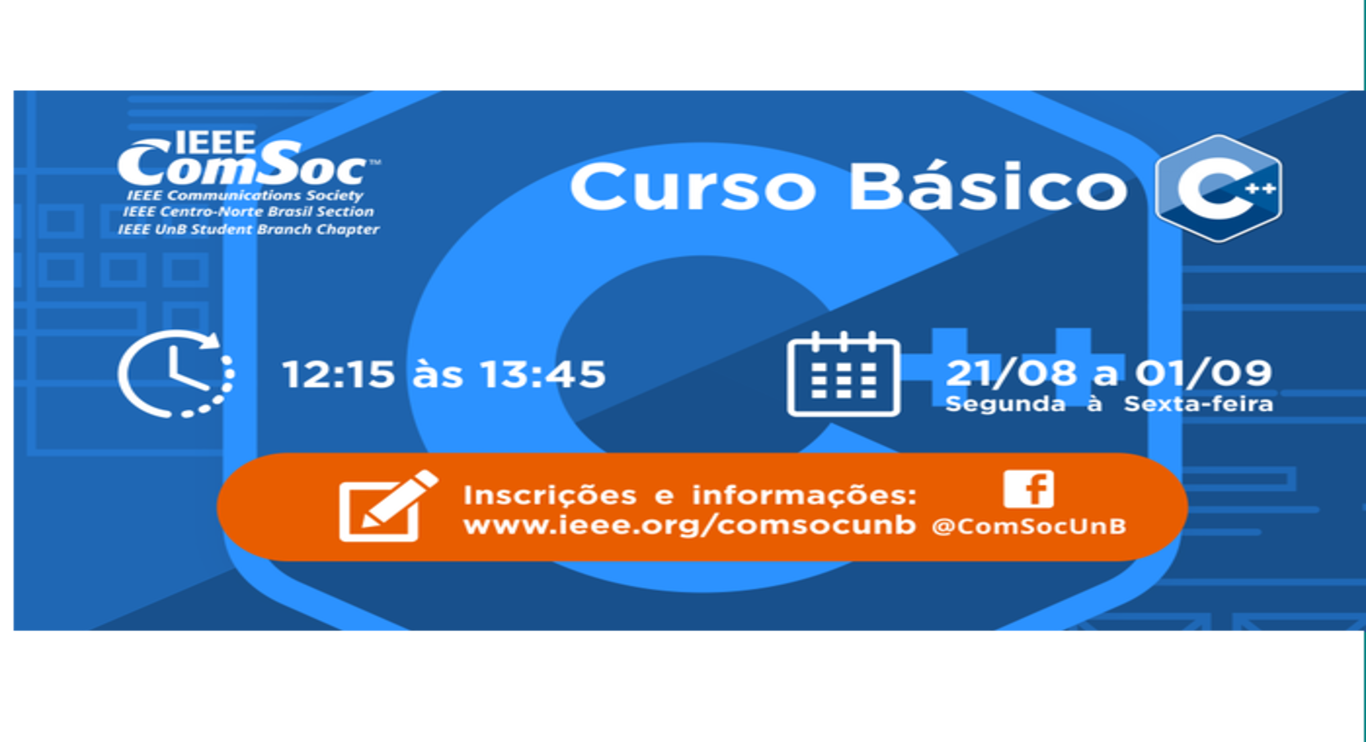 IEEE
ComSoc™
IEEE Communications Society
IEEE Centro-Norte Brasil Section
IEEE UnB Student Branch Chapter
Curso Básico
C++
12:15 às 13:45
21/08 a 01/09
Segunda à Sexta-feira
Inscrições e informações:
www.ieee.org/comsocunb
f
@ComSocUnB
C++